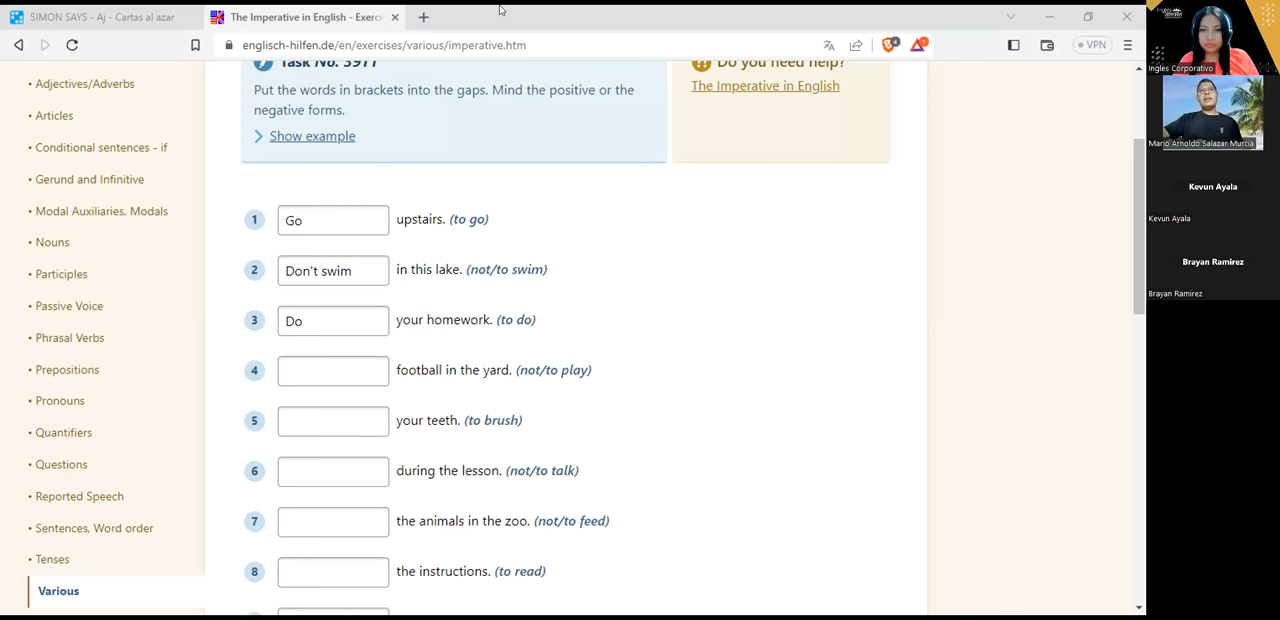 SIMON SAYS - Aj - Cartas al azar
The Imperative in English - Exerci
englisch-hilfen.de/en/exercises/various/imperative.htm
VPN
• Adjectives/Adverbs
• Articles
• Conditional sentences - if
• Gerund and Infinitive
• Modal Auxiliaries, Modals
• Nouns
• Participles
• Passive Voice
• Phrasal Verbs
• Prepositions
• Pronouns
• Quantifiers
• Questions
• Reported Speech
• Sentences, Word order
• Tenses
Various
Task No. 3911
Put the words in brackets into the gaps. Mind the positive or the
negative forms.
Show example
Do you need help?
The Imperative in English
1 Go upstairs. (to go)
2 Don't swim in this lake. (not/to swim)
3 Do your homework. (to do)
4 football in the yard. (not/to play)
5 your teeth. (to brush)
6 during the lesson. (not/to talk)
7 the animals in the zoo. (not/to feed)
8 the instructions. (to read)
Ingles Corporativo
Mario Arnoldo Salazar Murcia
Kevun Ayala
Kevun Ayala
Brayan Ramirez
Brayan Ramirez